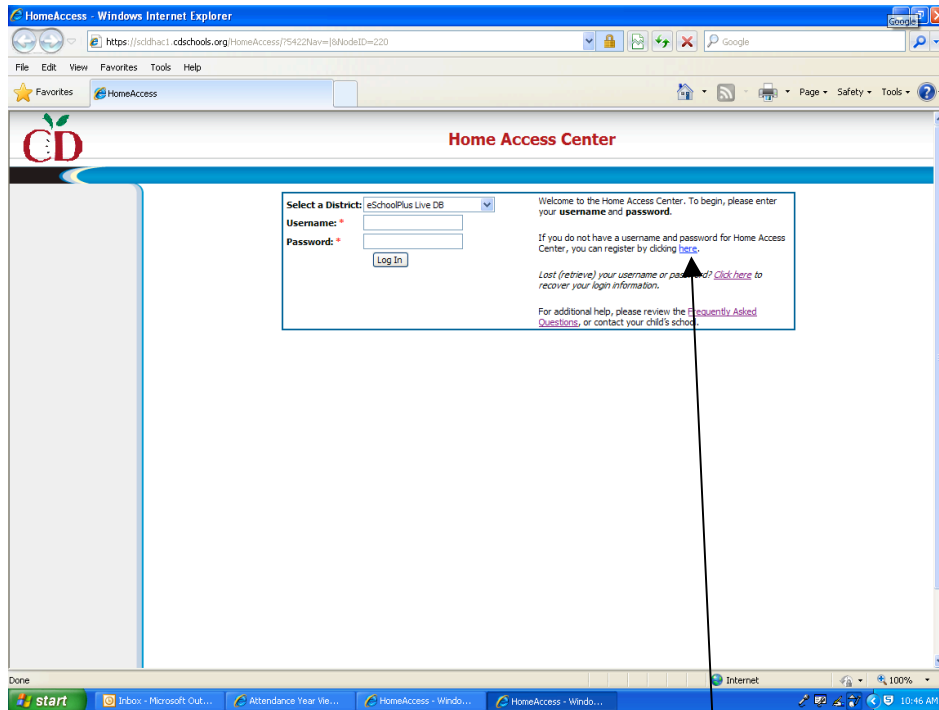 HomeAccess - Windows Internet Explorer
Google
https://scldhac1.cdschools.org/HomeAccess/?5422Nav=|&NodeID=220
Google
File Edit View Favorites Tools Help
Favorites
HomeAccess
Page Safety Tools
CD
Home Access Center
Select a District: eSchoolPlus Live DB
Username: *
Password: *
Log In
Welcome to the Home Access Center. To begin, please enter
your username and password.
If you do not have a username and password for Home Access
Center, you can register by clicking here.
Lost (retrieve) your username or password? Click here to
recover your login information.
For additional help, please review the Frequently Asked
Questions, or contact your child's school.
Done
Internet
100%
start
Inbox - Microsoft Out...
Attendance Year Vie...
HomeAccess - Windo...
HomeAccess - Windo...
10:46 AM